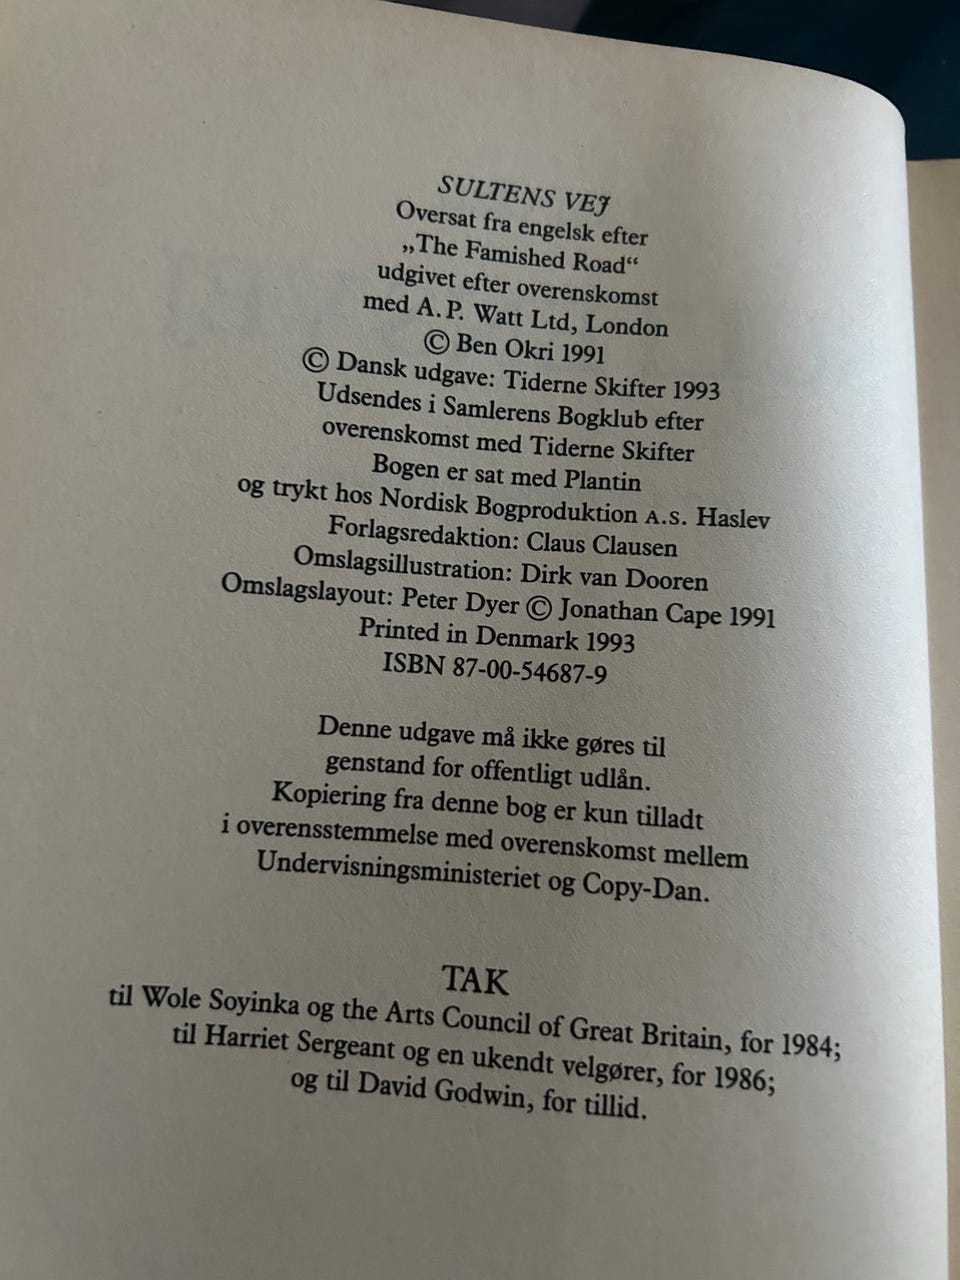 SULTENS VEJ
Oversat fra engelsk efter
„The Famished Road“
udgivet efter overenskomst
med A. P. Watt Ltd, London
© Ben Okri 1991
© Dansk udgave: Tiderne Skifter 1993
Udsendes i Samlerens Bogklub efter
overenskomst med Tiderne Skifter
Bogen er sat med Plantin
og trykt hos Nordisk Bogproduktion A.S. Haslev
Forlagsredaktion: Claus Clausen
Omslagsillustration: Dirk van Dooren
Omslagslayout: Peter Dyer © Jonathan Cape 1991
Printed in Denmark 1993
ISBN 87-00-54687-9
Denne udgave må ikke gøres til
genstand for offentligt udlån.
Kopiering fra denne bog er kun tilladt
i overensstemmelse med overenskomst mellem
Undervisningsministeriet og Copy-Dan.
TAK
til Wole Soyinka og the Arts Council of Great Britain, for 1984;
til Harriet Sergeant og en ukendt velgører, for 1986;
og til David Godwin, for tillid.